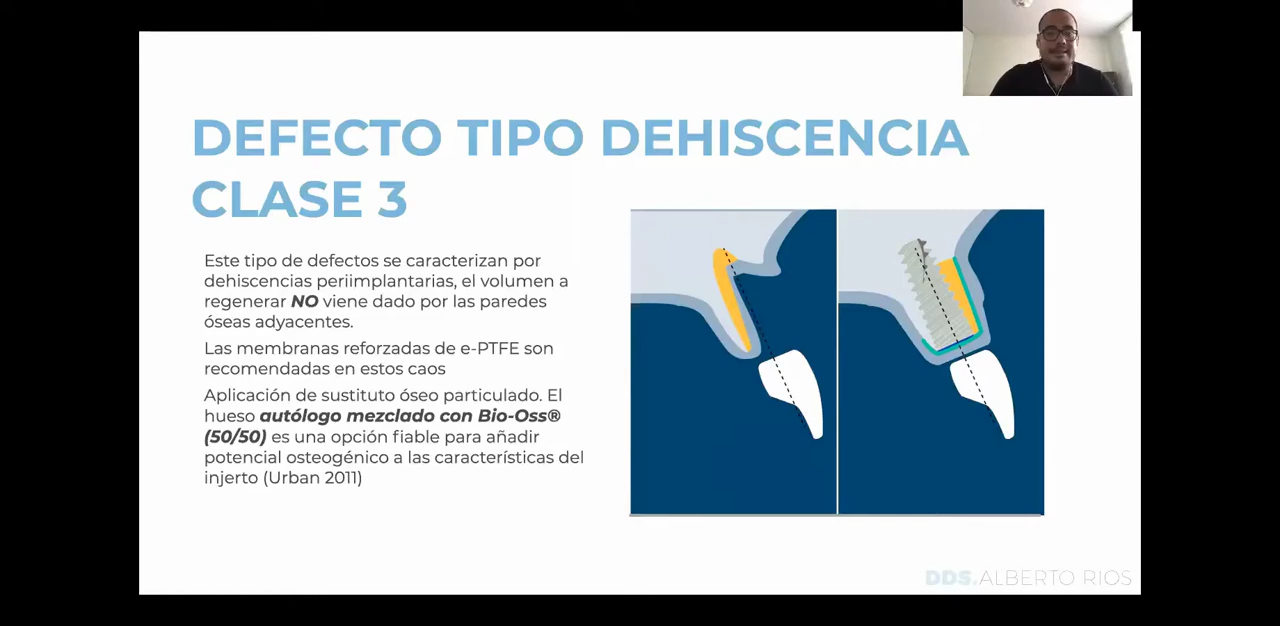 DEFECTO TIPO DEHISCENCIA
CLASE 3
Este tipo de defectos se caracterizan por
dehiscencias periimplantarias, el volumen a
regenerar NO viene dado por las paredes
óseas adyacentes.
Las membranas reforzadas de e-PTFE son
recomendadas en estos caos
Aplicación de sustituto óseo particulado. El
hueso autólogo mezclado con Bio-Oss®
(50/50) es una opción fiable para añadir
potencial osteogénico a las características del
injerto (Urban 2011)
DDS.ALBERTO RIOS